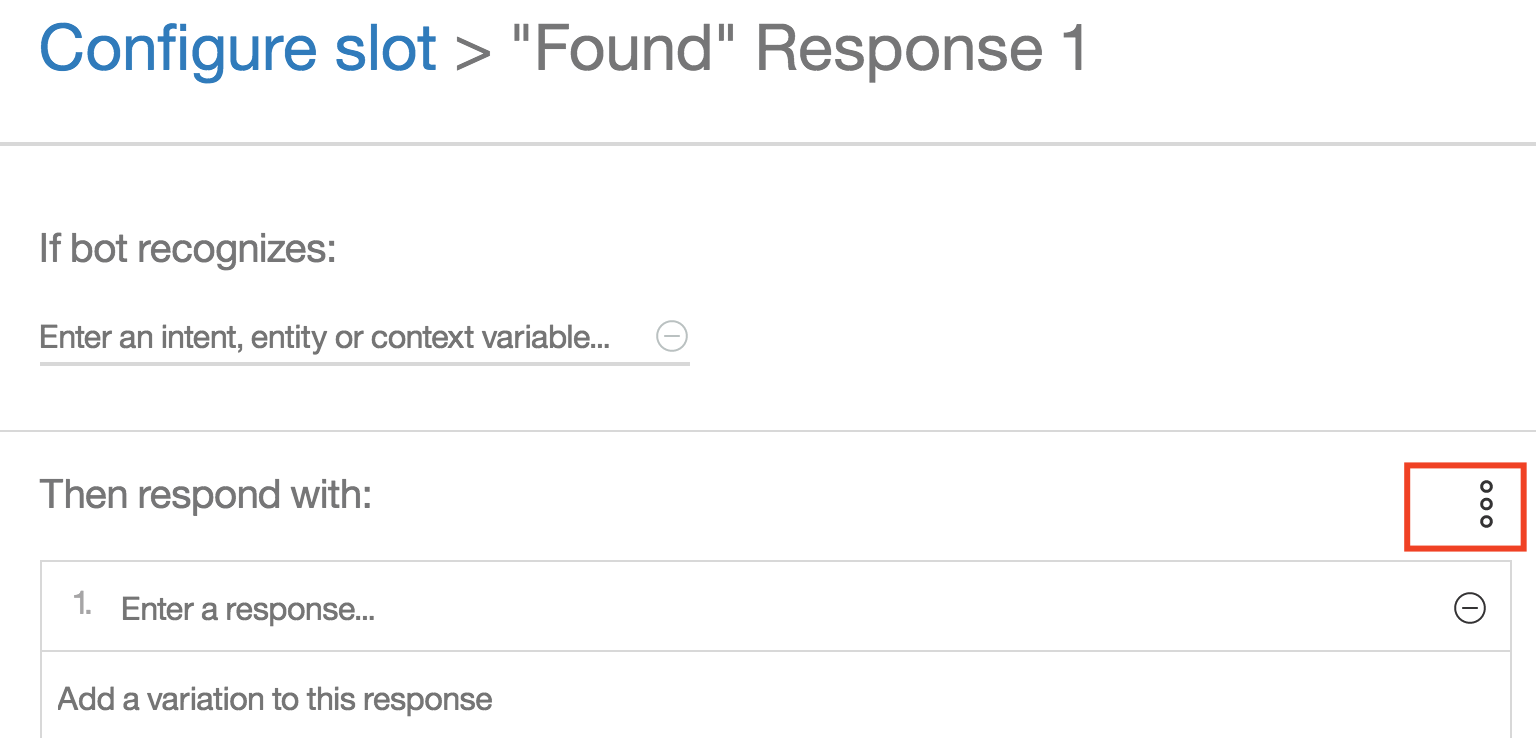 Configure slot > "Found" Response 1
If bot recognizes:
Enter an intent, entity or context variable...
Then respond with:
1. Enter a response...
Add a variation to this response